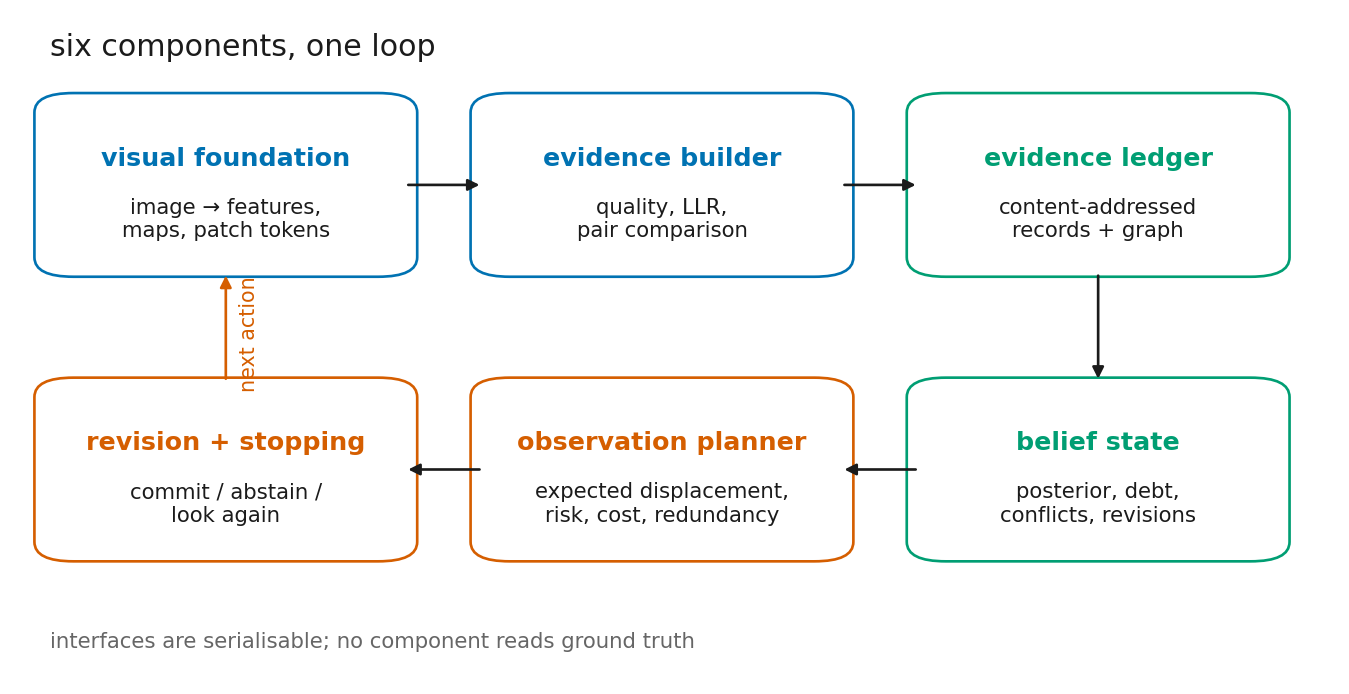 six components, one loop
visual foundation
image → features,
maps, patch tokens
evidence builder
quality, LLR,
pair comparison
evidence ledger
content-addressed
records + graph
next action
revision + stopping
commit / abstain /
look again
observation planner
expected displacement,
risk, cost, redundancy
belief state
posterior, debt,
conflicts, revisions
interfaces are serialisable; no component reads ground truth